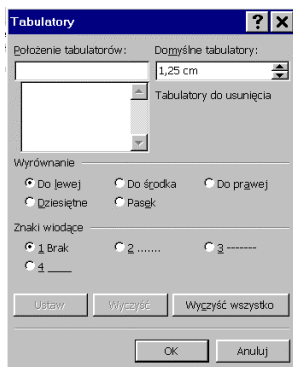 Tabulatory
Położenie tabulatorów: Domyślne tabulatory:
1,25 cm
Tabulatory do usunięcia
Wyrównanie
Do lewej Do środka Do prawej
Dziesiętne Pasek
Znaki wiodące
1 Brak 2 ....... 3 -------
4 ____
Ustaw Wyczyść Wyczyść wszystko
OK Anuluj